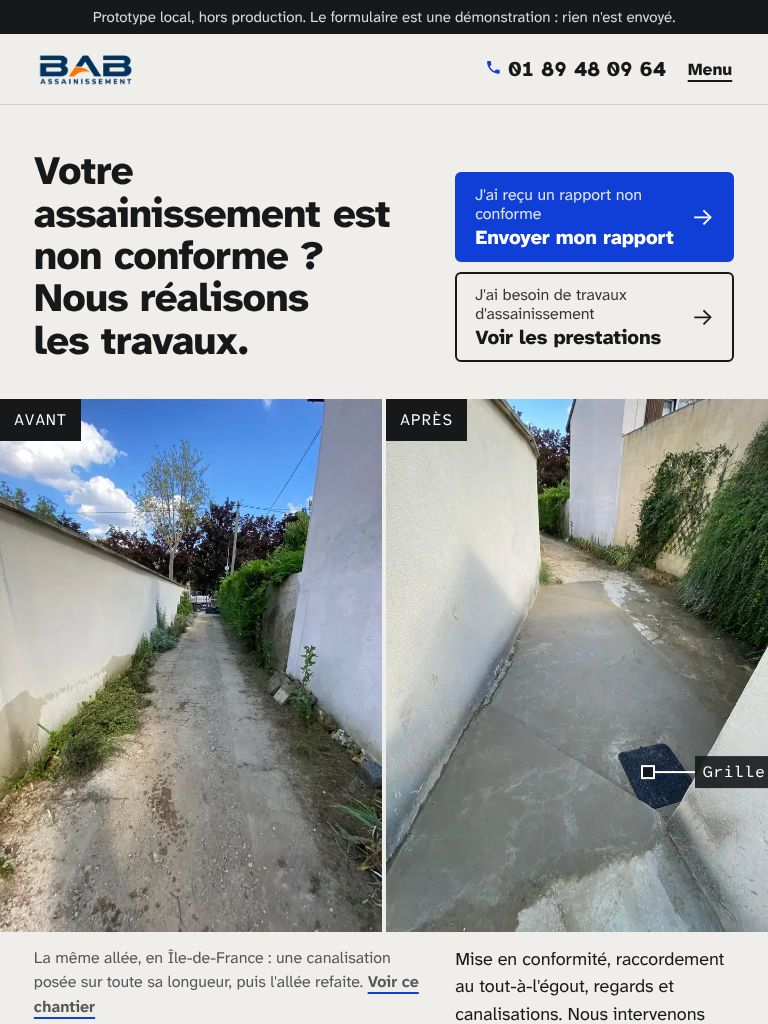 Prototype local, hors production. Le formulaire est une démonstration : rien n'est envoyé.
BAB
ASSAINISSEMENT
01 89 48 09 64
Menu
Votre
assainissement est
non conforme ?
Nous réalisons
les travaux.
J'ai reçu un rapport non
conforme
Envoyer mon rapport
J'ai besoin de travaux
d'assainissement
Voir les prestations
AVANT
APRÈS
Grille
La même allée, en Île-de-France : une canalisation
posée sur toute sa longueur, puis l'allée refaite. Voir ce
chantier
Mise en conformité, raccordement
au tout-à-l'égout, regards et
canalisations. Nous intervenons